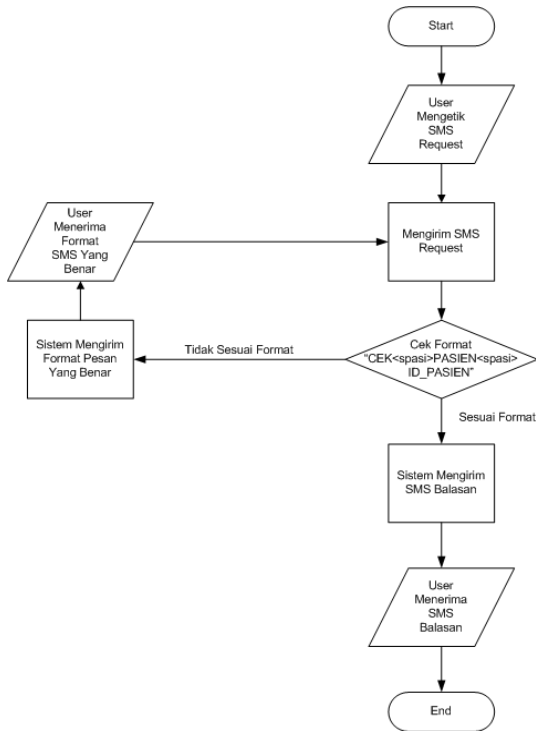 Start
User
Mengetik
SMS
Request
User
Menerima
Format
SMS Yang
Benar
Mengirim SMS
Request
Sistem Mengirim
Format Pesan
Yang Benar
Tidak Sesuai Format
Cek Format
"CEK<spasi>PASIEN<spasi>
ID_PASIEN"
Sesuai Format
Sistem Mengirim
SMS Balasan
User
Menerima
SMS
Balasan
End